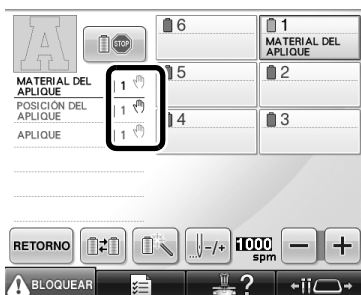 STOP
6
1
MATERIAL DEL
APLIQUE
MATERIAL DEL
APLIQUE
1
5
2
POSICIÓN DEL
APLIQUE
1
4
3
APLIQUE
1
RETORNO
-/+
1000
spm
BLOQUEAR
?